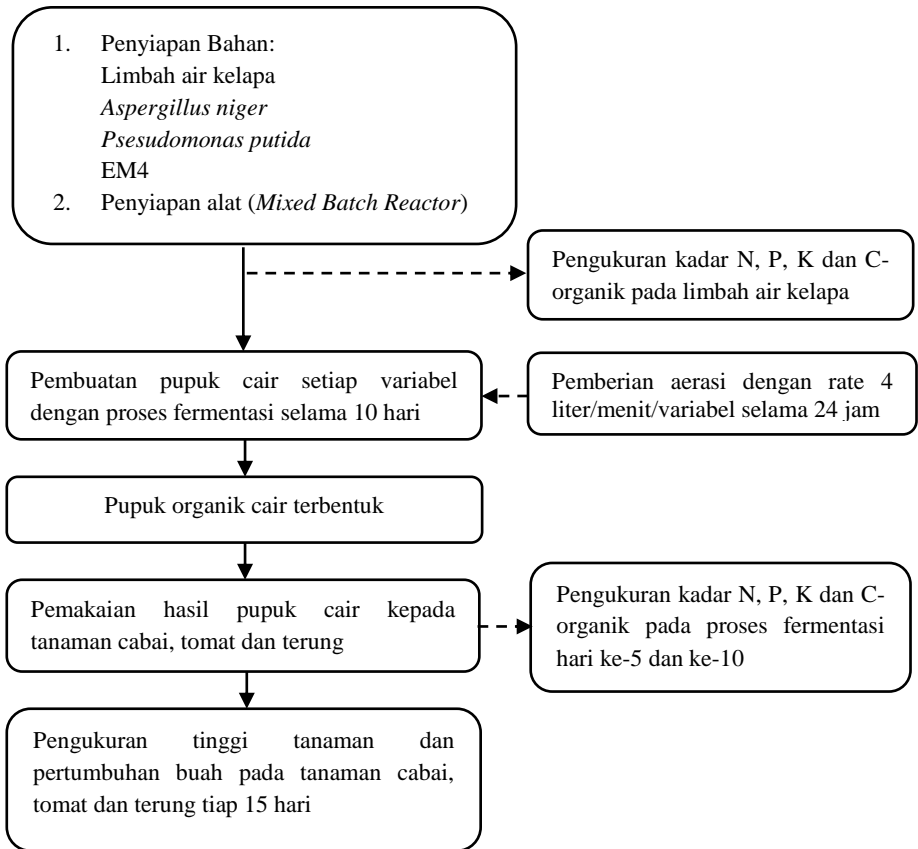 1. Penyiapan Bahan:
Limbah air kelapa
Aspergillus niger
Psesudomonas putida
EM4
2. Penyiapan alat (Mixed Batch Reactor)
Pengukuran kadar N, P, K dan C-
organik pada limbah air kelapa
Pembuatan pupuk cair setiap variabel
dengan proses fermentasi selama 10 hari
Pemberian aerasi dengan rate 4
liter/menit/variabel selama 24 jam
Pupuk organik cair terbentuk
Pemakaian hasil pupuk cair kepada
tanaman cabai, tomat dan terung
Pengukuran kadar N, P, K dan C-
organik pada proses fermentasi
hari ke-5 dan ke-10
Pengukuran tinggi tanaman dan
pertumbuhan buah pada tanaman cabai,
tomat dan terung tiap 15 hari